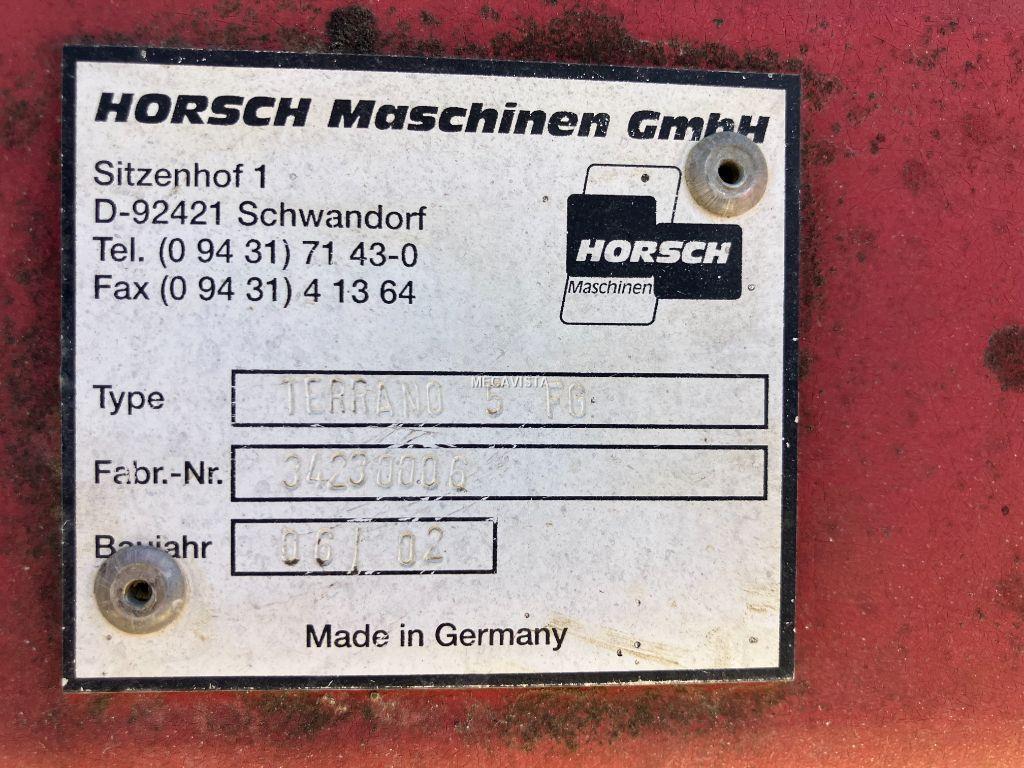 HORSCH Maschinen GmbH
Sitzenhof 1
D-92421 Schwandorf
Tel. (0 94 31) 71 43-0
Fax (0 94 31) 4 13 64
HORSCH
Maschinen
Type TERRANO 5 FG
MEGAVISTA
Fabr.-Nr. 34230006
Baujahr 06/02
Made in Germany